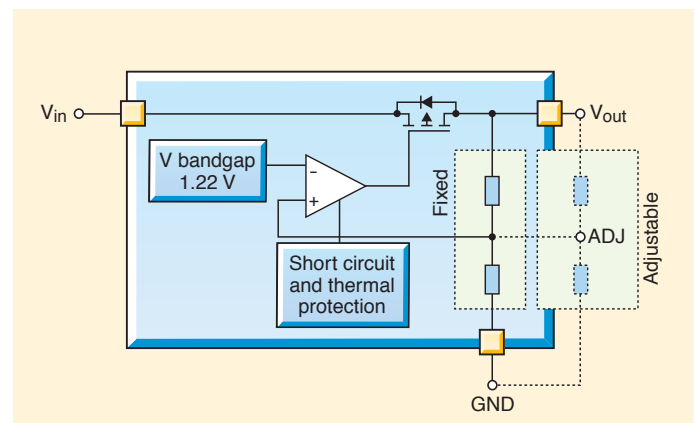 Vin
Vout
V bandgap
1.22 V
-
+
Fixed
ADJ
Adjustable
Short circuit
and thermal
protection
GND